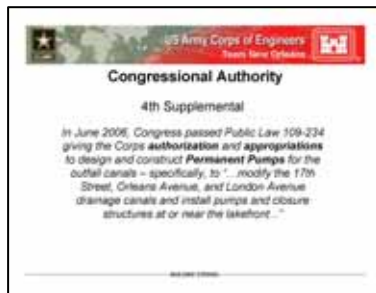 US Army Corps of Engineers
Team New Orleans
Congressional Authority
4th Supplemental
In June 2006, Congress passed Public Law 109-234
giving the Corps authorization and appropriations
to design and construct Permanent Pumps for the
outfall canals – specifically, to "...modify the 17th
Street, Orleans Avenue, and London Avenue
drainage canals and install pumps and closure
structures at or near the lakefront..."